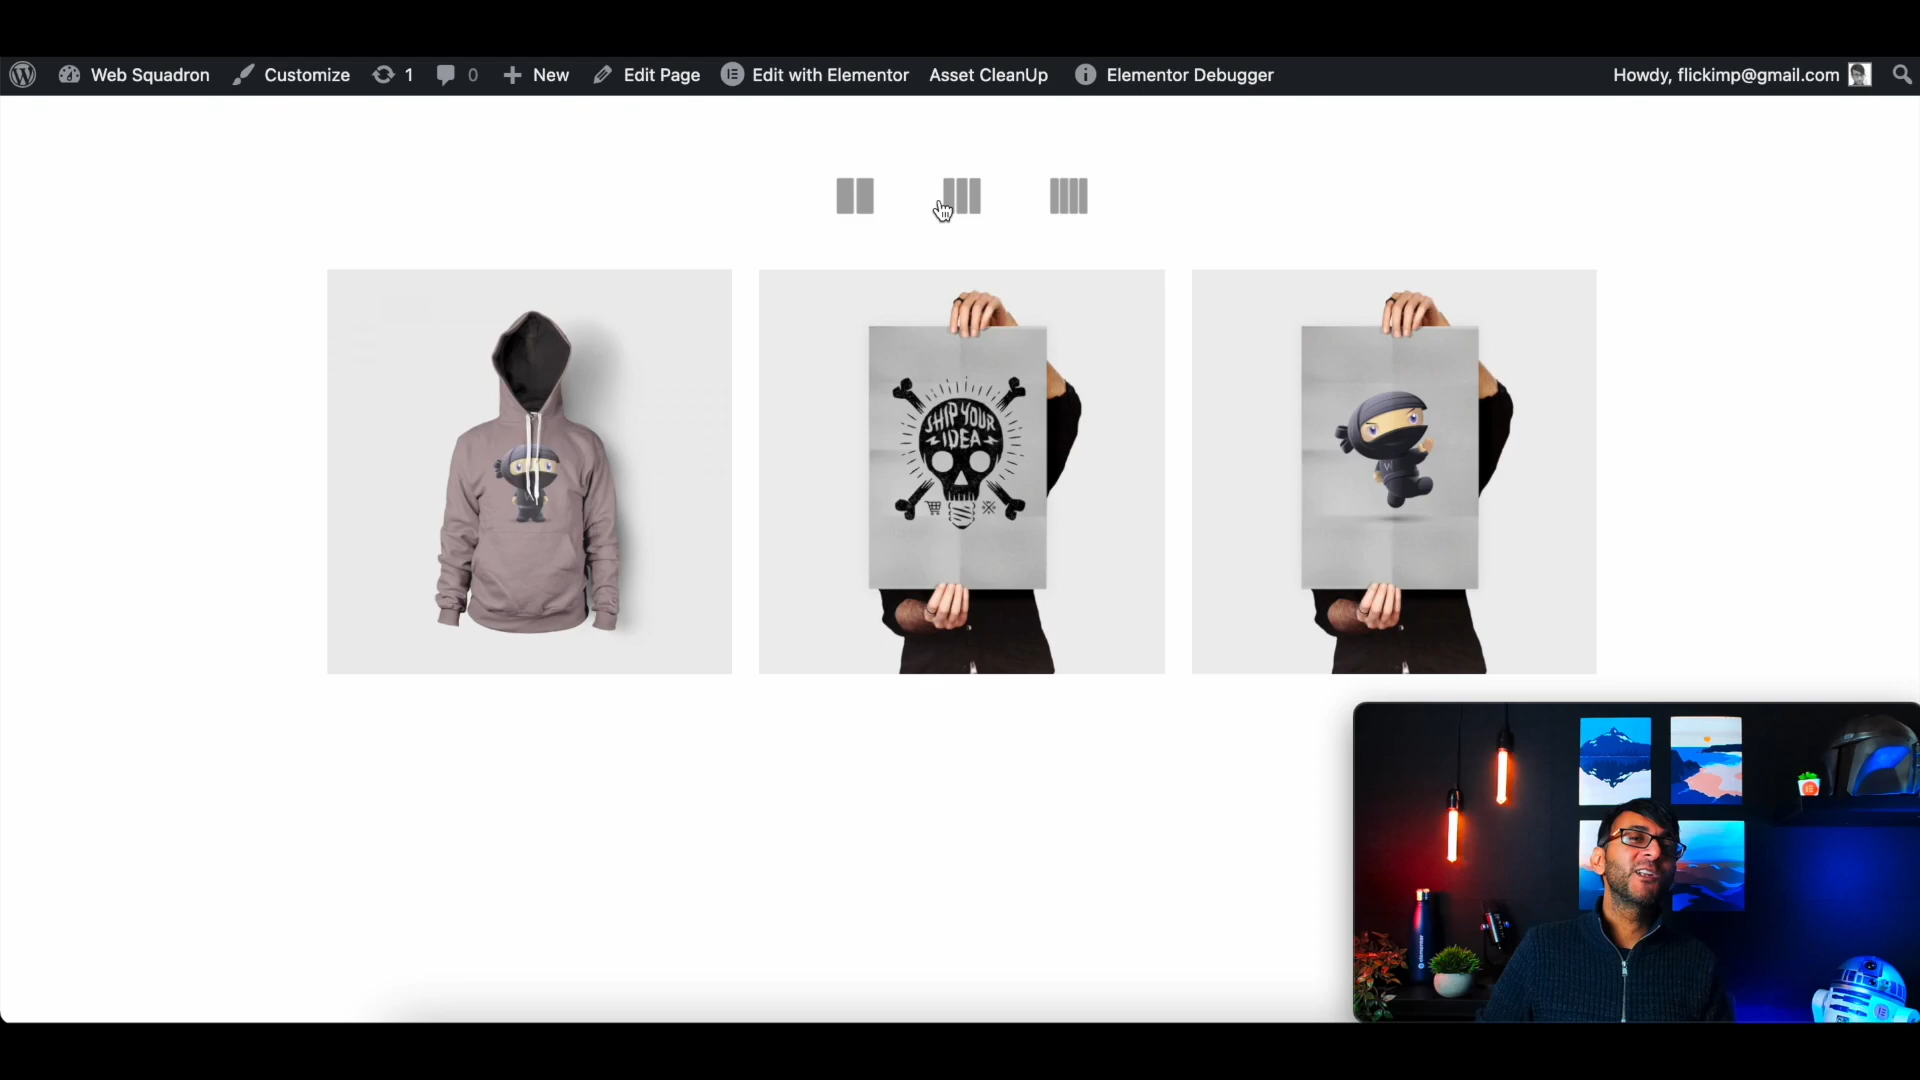 Web Squadron Customize 1 0 New Edit Page Edit with Elementor Asset CleanUp Elementor Debugger Howdy, flickimp@gmail.com
SHIP YOUR
IDEA
W
elementor